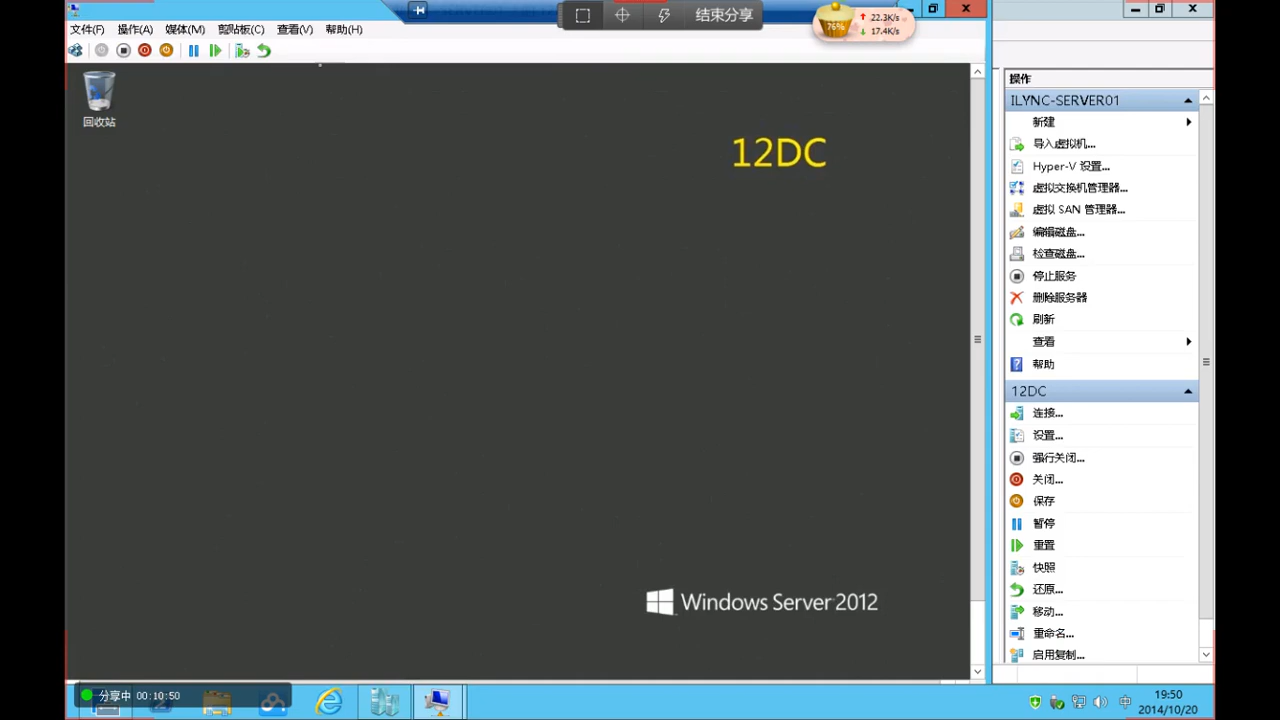 结束分享
76%
22.3K/s
17.4K/s
文件(F) 操作(A) 媒体(M) 剪贴板(C) 查看(V) 帮助(H)
回收站
12DC
Windows Server 2012
操作
ILYNC-SERVER01
新建
导入虚拟机...
Hyper-V 设置...
虚拟交换机管理器...
虚拟 SAN 管理器...
编辑磁盘...
检查磁盘...
停止服务
删除服务器
刷新
查看
帮助
12DC
连接...
设置...
强行关闭...
关闭...
保存
暂停
重置
快照
还原...
移动...
重命名...
启用复制...
分享中 00:10:50
中
19:50
2014/10/20